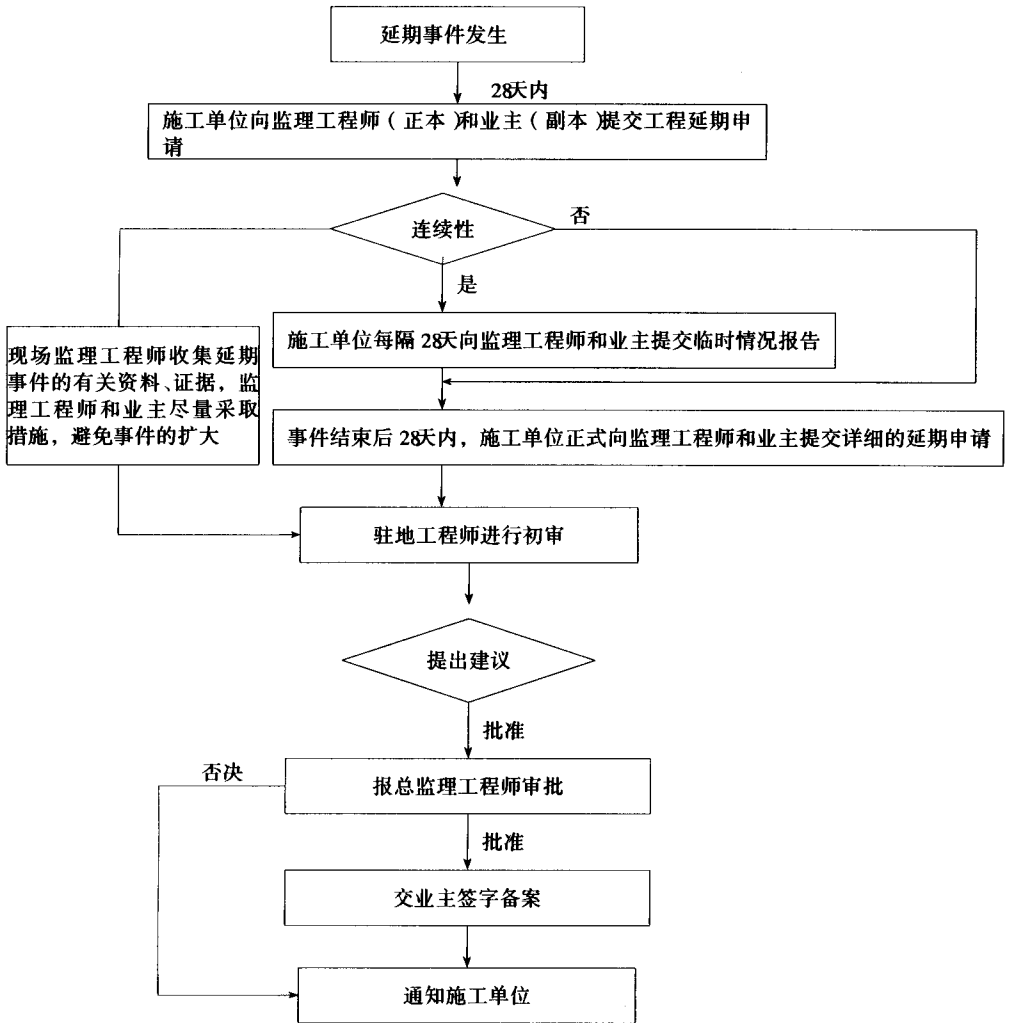 延期事件发生
28天内
施工单位向监理工程师（正本）和业主（副本）提交工程延期申
请
连续性
否
是
施工单位每隔28天向监理工程师和业主提交临时情况报告
现场监理工程师收集延期
事件的有关资料、证据，监
理工程师和业主尽量采取
措施，避免事件的扩大
事件结束后28天内，施工单位正式向监理工程师和业主提交详细的延期申请
驻地工程师进行初审
提出建议
批准
否决
报总监理工程师审批
批准
交业主签字备案
通知施工单位